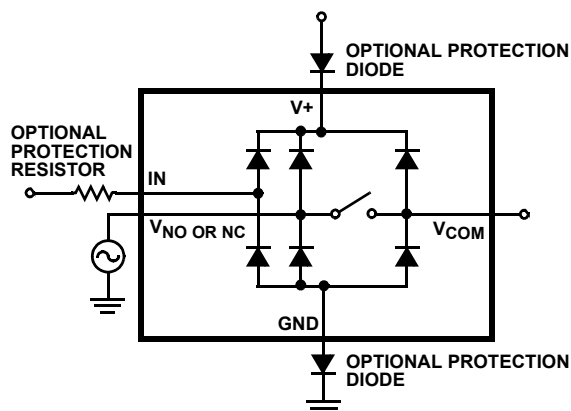 OPTIONAL PROTECTION
DIODE
V+
OPTIONAL
PROTECTION
RESISTOR
IN
VNO OR NC
VCOM
GND
OPTIONAL PROTECTION
DIODE